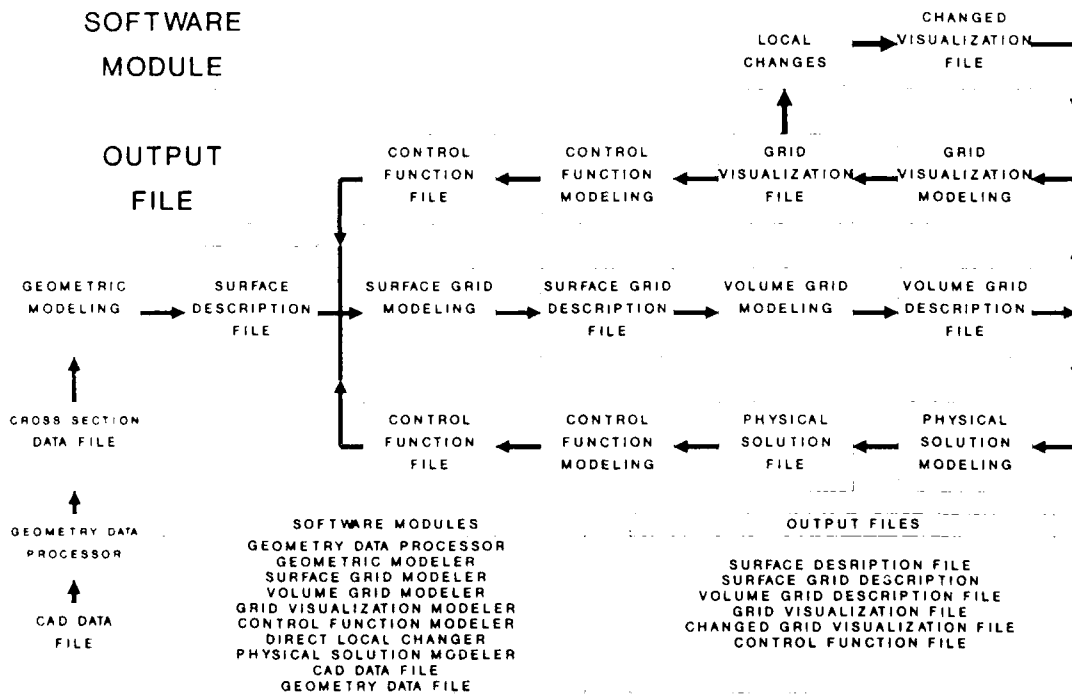 SOFTWARE
MODULE
OUTPUT
FILE
LOCAL
CHANGES
CHANGED
VISUALIZATION
FILE
CONTROL
FUNCTION
FILE
CONTROL
FUNCTION
MODELING
GRID
VISUALIZATION
FILE
GRID
VISUALIZATION
MODELING
GEOMETRIC
MODELING
SURFACE
DESCRIPTION
FILE
SURFACE GRID
MODELING
SURFACE GRID
DESCRIPTION
FILE
VOLUME GRID
MODELING
VOLUME GRID
DESCRIPTION
FILE
CROSS SECTION
DATA FILE
CONTROL
FUNCTION
FILE
CONTROL
FUNCTION
MODELING
PHYSICAL
SOLUTION
FILE
PHYSICAL
SOLUTION
MODELING
GEOMETRY DATA
PROCESSOR
CAD DATA
FILE
SOFTWARE MODULES
GEOMETRY DATA PROCESSOR
GEOMETRIC MODELER
SURFACE GRID MODELER
VOLUME GRID MODELER
GRID VISUALIZATION MODELER
CONTROL FUNCTION MODELER
DIRECT LOCAL CHANGER
PHYSICAL SOLUTION MODELER
CAD DATA FILE
GEOMETRY DATA FILE
OUTPUT FILES
SURFACE DESRIPTION FILE
SURFACE GRID DESCRIPTION
VOLUME GRID DESCRIPTION FILE
GRID VISUALIZATION FILE
CHANGED GRID VISUALIZATION FILE
CONTROL FUNCTION FILE